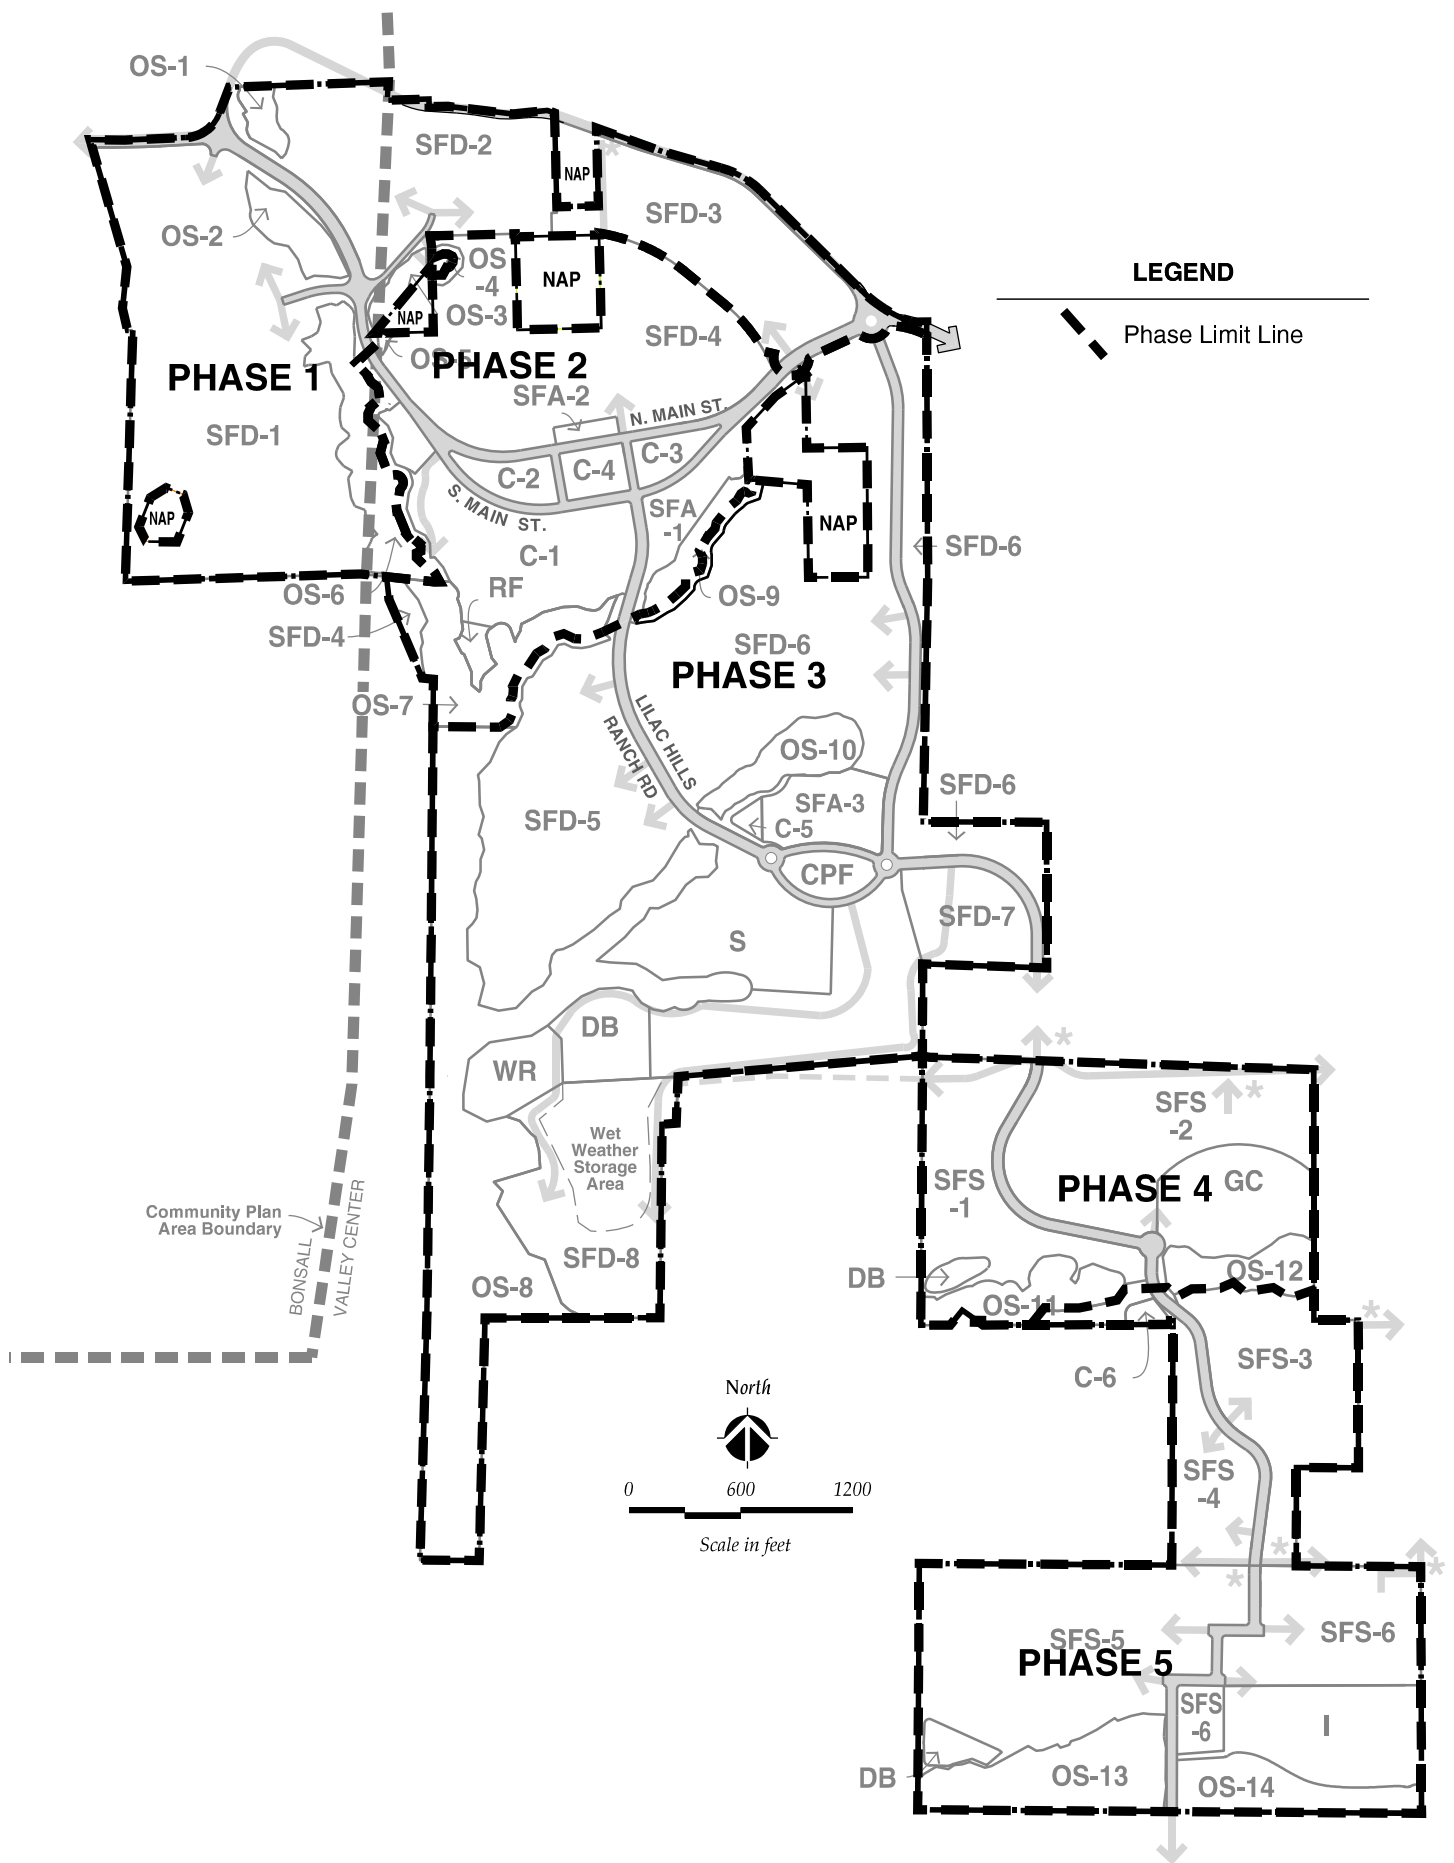 OS-1
SFD-2
*
NAP
SFD-3
OS-2
OS
-4
NAP
LEGEND
Phase Limit Line
NAP
OS-3
SFD-4
OS-5
PHASE 1
PHASE 2
SFA-2
N. MAIN ST.
SFD-1
C-2
C-4
C-3
S. MAIN ST.
SFA
-1
NAP
NAP
C-1
SFD-6
RF
OS-6
OS-9
SFD-4
SFD-6
PHASE 3
OS-7
LILAC HILLS
RANCH RD
OS-10
SFD-6
SFA-3
SFD-5
C-5
CPF
SFD-7
S
DB
*
WR
*
SFS
-2
Wet
Weather
Storage
Area
SFS
-1
PHASE 4
GC
Community Plan
Area Boundary
BONSALL
VALLEY CENTER
SFD-8
OS-8
DB
OS-12
OS-11
*
C-6
SFS-3
North
0 600 1200
Scale in feet
SFS
-4
*
*
*
SFS-5
SFS-6
PHASE 5
SFS
-6
I
DB
OS-13
OS-14